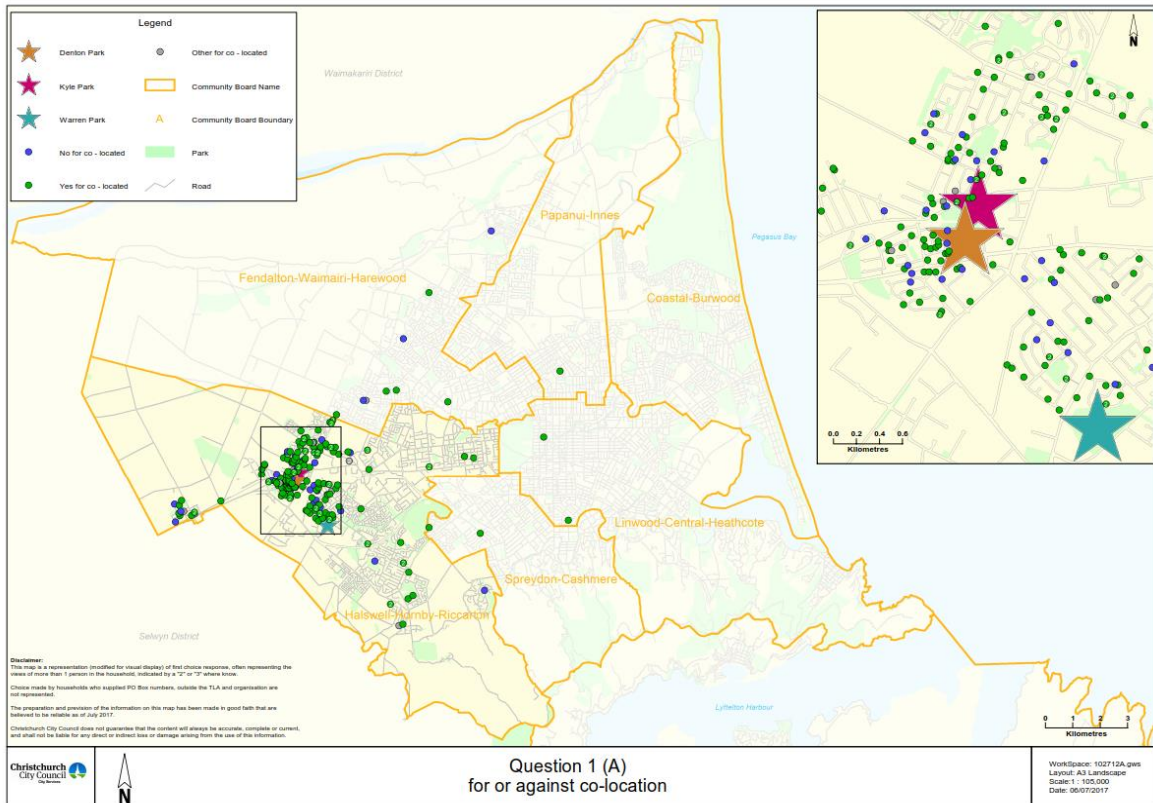 Legend
Denton Park
Other for co - located
Kyle Park
Community Board Name
Warren Park
A
Community Board Boundary
No for co - located
Park
Yes for co - located
Road
N
0.0 0.2 0.4 0.6
Kilometres
Waimakariri District
Papanui-Innes
Pegasus Bay
Fendalton-Waimairi-Harewood
Coastal-Burwood
Linwood-Central-Heathcote
Spreydon-Cashmere
Halswell-Hornby-Riccarton
Selwyn District
Lyttelton Harbour
Disclaimer:
This map is a representation (modified for visual display) of first choice response, often representing the
views of more than 1 person in the household, indicated by a "2" or "3" where know.
Choice made by households who supplied PO Box numbers, outside the TLA and organisation are
not represented.
The preparation and provision of the information on this map has been made in good faith that are
believed to be reliable as of July 2017.
Christchurch City Council does not guarantee that the content will always be accurate, complete or current,
and shall not be liable for any direct or indirect loss or damage arising from the use of this information.
0 1 2 3
Kilometres
Christchurch
City Council
City Services
N
Question 1 (A)
for or against co-location
WorkSpace: 102712A.gws
Layout: A3 Landscape
Scale:1 : 105,000
Date: 06/07/2017